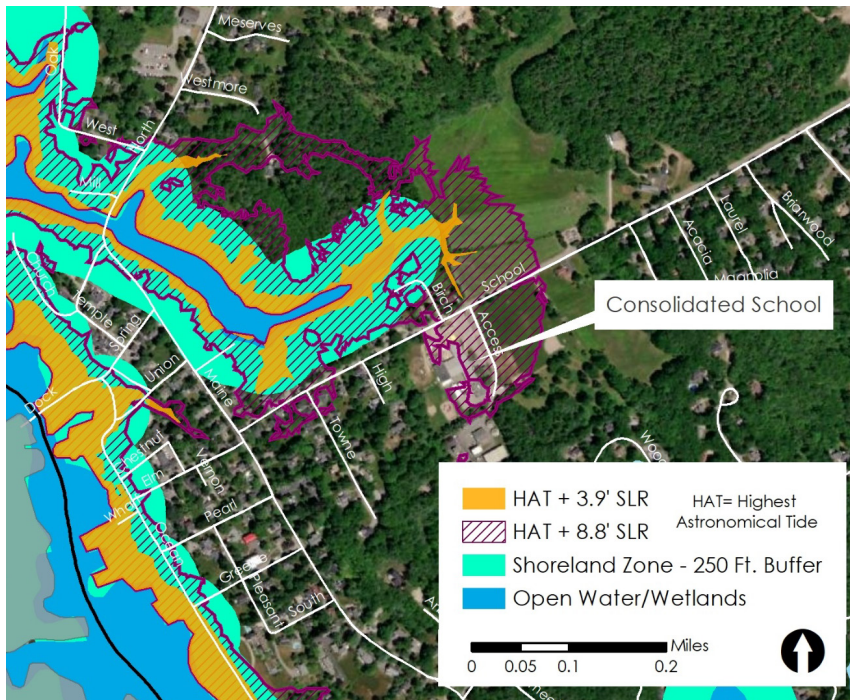 Meserves
Oak
Westmore
West
North
Mill
Briarwood
Laurel
Acacia
Magnolia
School
Birch
Church
Temple
Spring
Access
Consolidated School
Union
Maine
High
Dock
Towne
Chestnut
Elm
Vernon
Wharf
Pearl
Ocean
Greene
Pleasant
South
HAT + 3.9' SLR
HAT= Highest
Astronomical Tide
HAT + 8.8' SLR
Shoreland Zone - 250 Ft. Buffer
Open Water/Wetlands
Miles
0 0.05 0.1 0.2